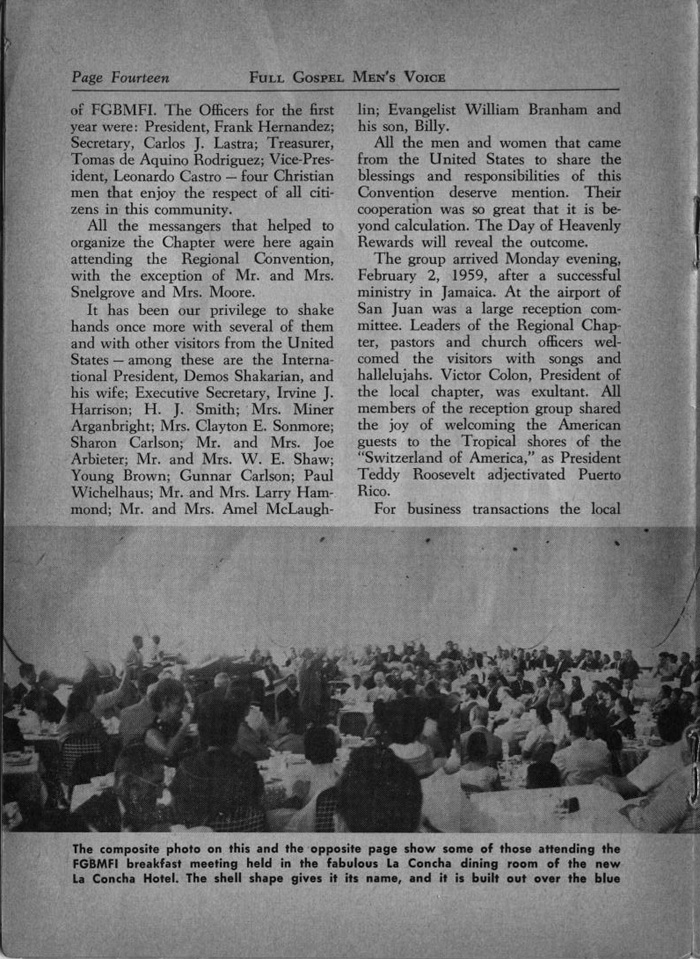 Page Fourteen FULL GOSPEL MEN'S VOICE
of FGBMFI. The Officers for the first
year were: President, Frank Hernandez;
Secretary, Carlos J. Lastra; Treasurer,
Tomas de Aquino Rodriguez; Vice-Pres-
ident, Leonardo Castro — four Christian
men that enjoy the respect of all citi-
zens in this community.
All the messangers that helped to
organize the Chapter were here again
attending the Regional Convention,
with the exception of Mr. and Mrs.
Snelgrove and Mrs. Moore.
It has been our privilege to shake
hands once more with several of them
and with other visitors from the United
States — among these are the Interna-
tional President, Demos Shakarian, and
his wife; Executive Secretary, Irvine J.
Harrison; H. J. Smith; Mrs. Miner
Arganbright; Mrs. Clayton E. Sonmore;
Sharon Carlson; Mr. and Mrs. Joe
Arbieter; Mr. and Mrs. W. E. Shaw;
Young Brown; Gunnar Carlson; Paul
Wichelhaus; Mr. and Mrs. Larry Ham-
mond; Mr. and Mrs. Amel McLaugh-
lin; Evangelist William Branham and
his son, Billy.
All the men and women that came
from the United States to share the
blessings and responsibilities of this
Convention deserve mention. Their
cooperation was so great that it is be-
yond calculation. The Day of Heavenly
Rewards will reveal the outcome.
The group arrived Monday evening,
February 2, 1959, after a successful
ministry in Jamaica. At the airport of
San Juan was a large reception com-
mittee. Leaders of the Regional Chap-
ter, pastors and church officers wel-
comed the visitors with songs and
hallelujahs. Victor Colon, President of
the local chapter, was exultant. All
members of the reception group shared
the joy of welcoming the American
guests to the Tropical shores of the
"Switzerland of America," as President
Teddy Roosevelt adjectivated Puerto
Rico.
For business transactions the local
The composite photo on this and the opposite page show some of those attending the
FGBMFI breakfast meeting held in the fabulous La Concha dining room of the new
La Concha Hotel. The shell shape gives it its name, and it is built out over the blue